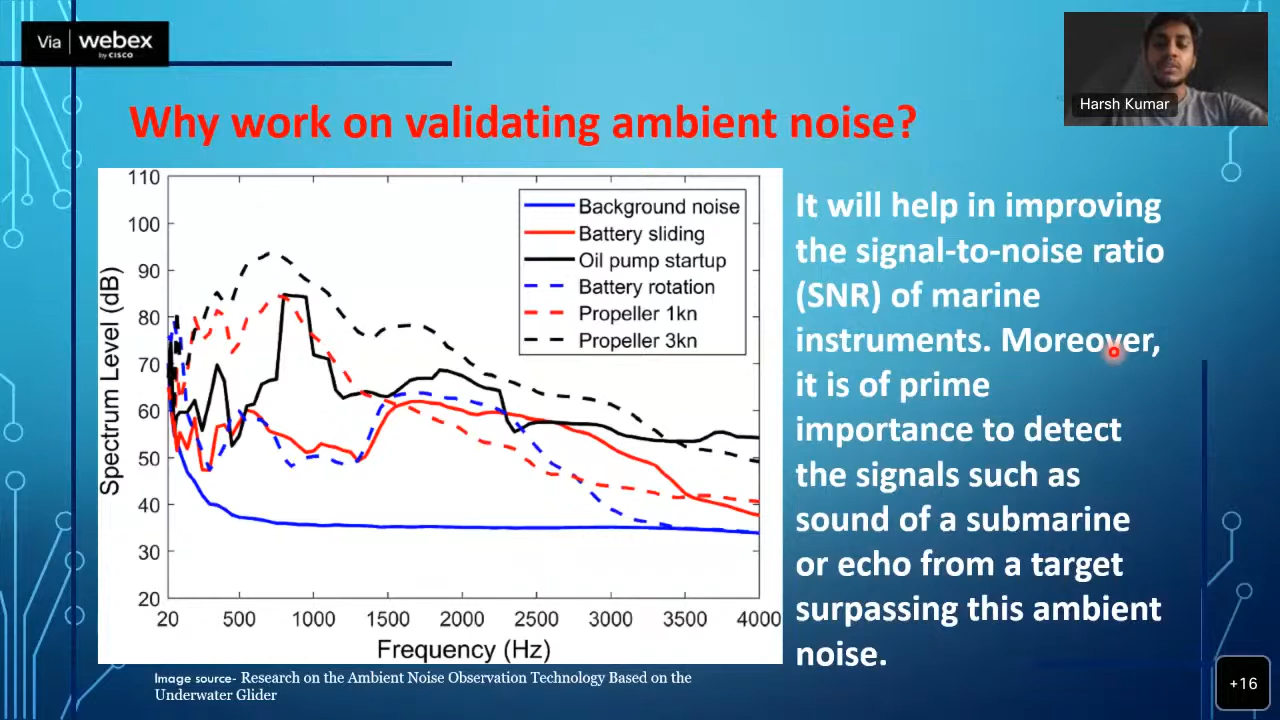 Via webex
by CISCO
Harsh Kumar
Why work on validating ambient noise?
110
100
90
80
70
60
50
40
30
20
Spectrum Level (dB)
Background noise
Battery sliding
Oil pump startup
Battery rotation
Propeller 1kn
Propeller 3kn
20 500 1000 1500 2000 2500 3000 3500 4000
Frequency (Hz)
It will help in improving
the signal-to-noise ratio
(SNR) of marine
instruments. Moreover,
it is of prime
importance to detect
the signals such as
sound of a submarine
or echo from a target
surpassing this ambient
noise.
Image source- Research on the Ambient Noise Observation Technology Based on the
Underwater Glider
+16